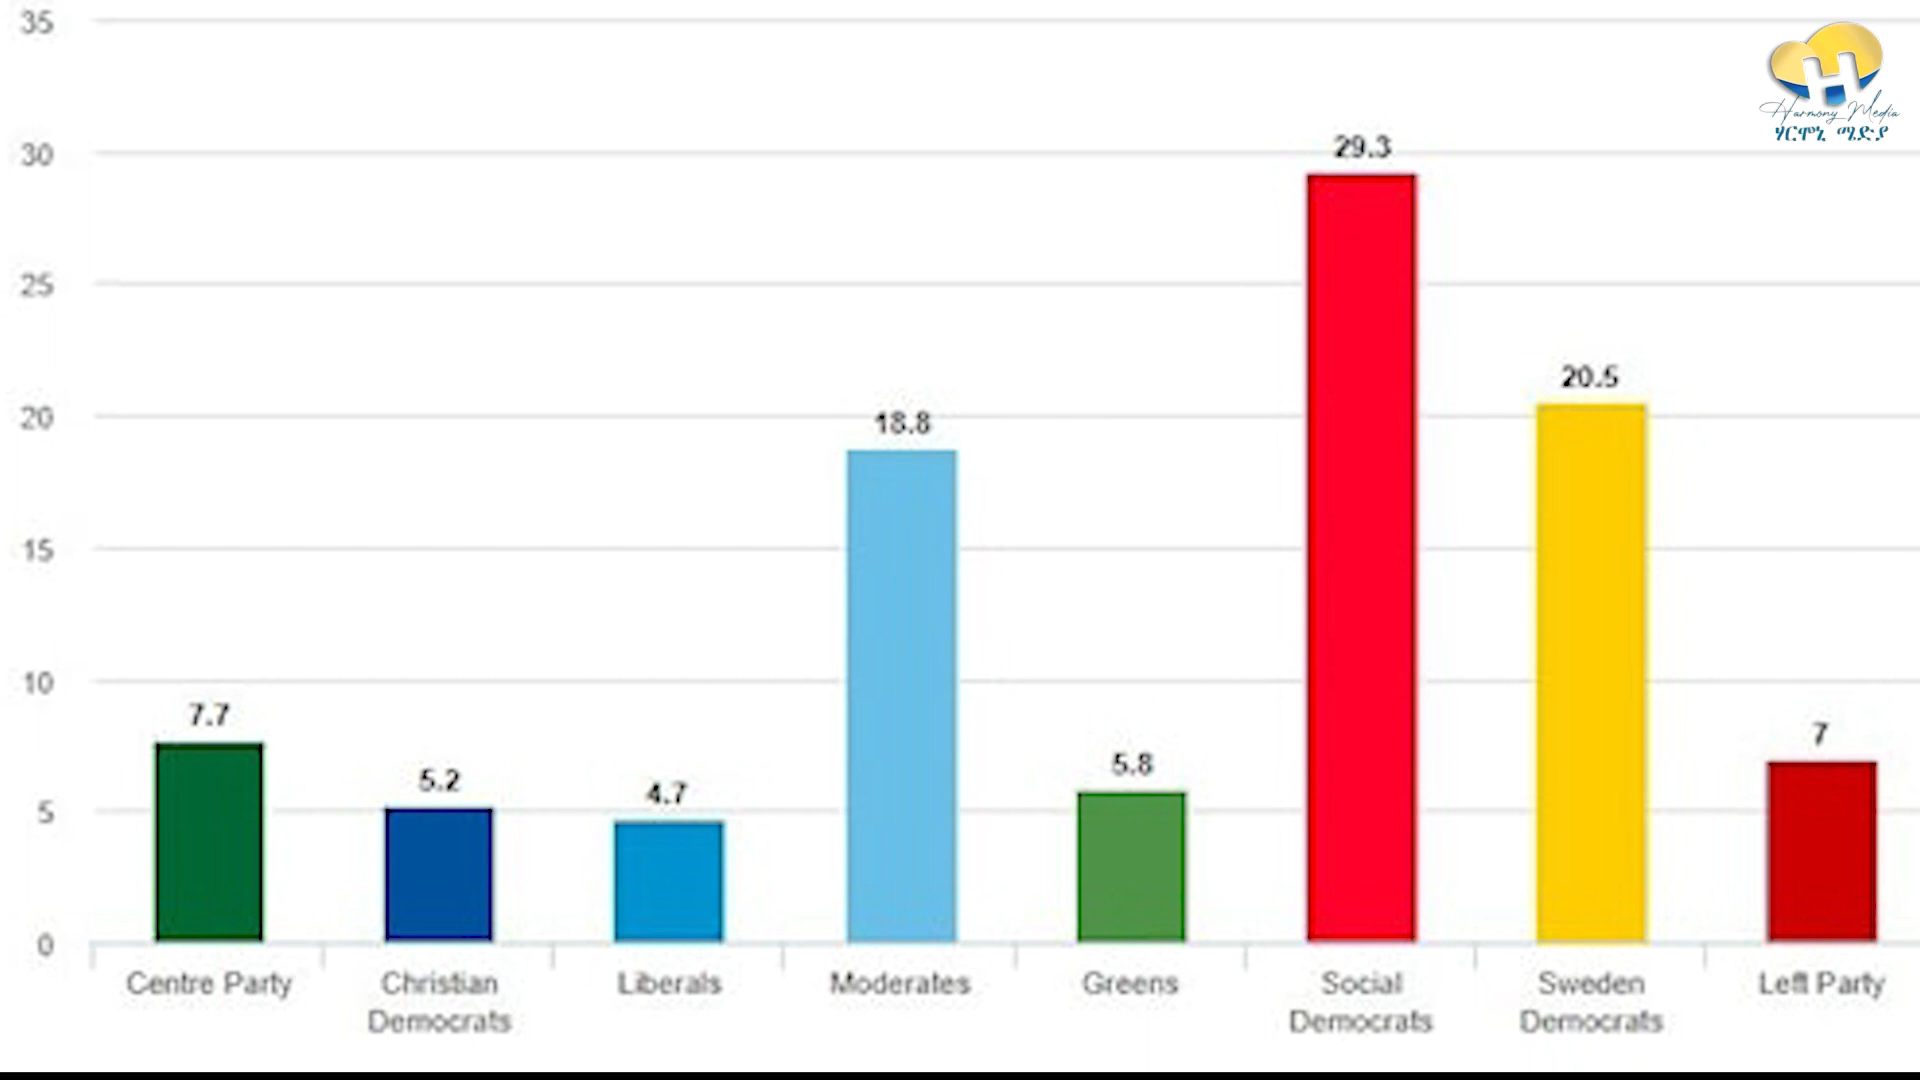 35
Harmony Media
ሃርሞኒ ሜድያ
30
29.3
25
20.5
20
18.8
15
10
7.7
7
5.8
5.2
4.7
5
0
Centre Party
Christian
Democrats
Liberals
Moderates
Greens
Social
Democrats
Sweden
Democrats
Left Party